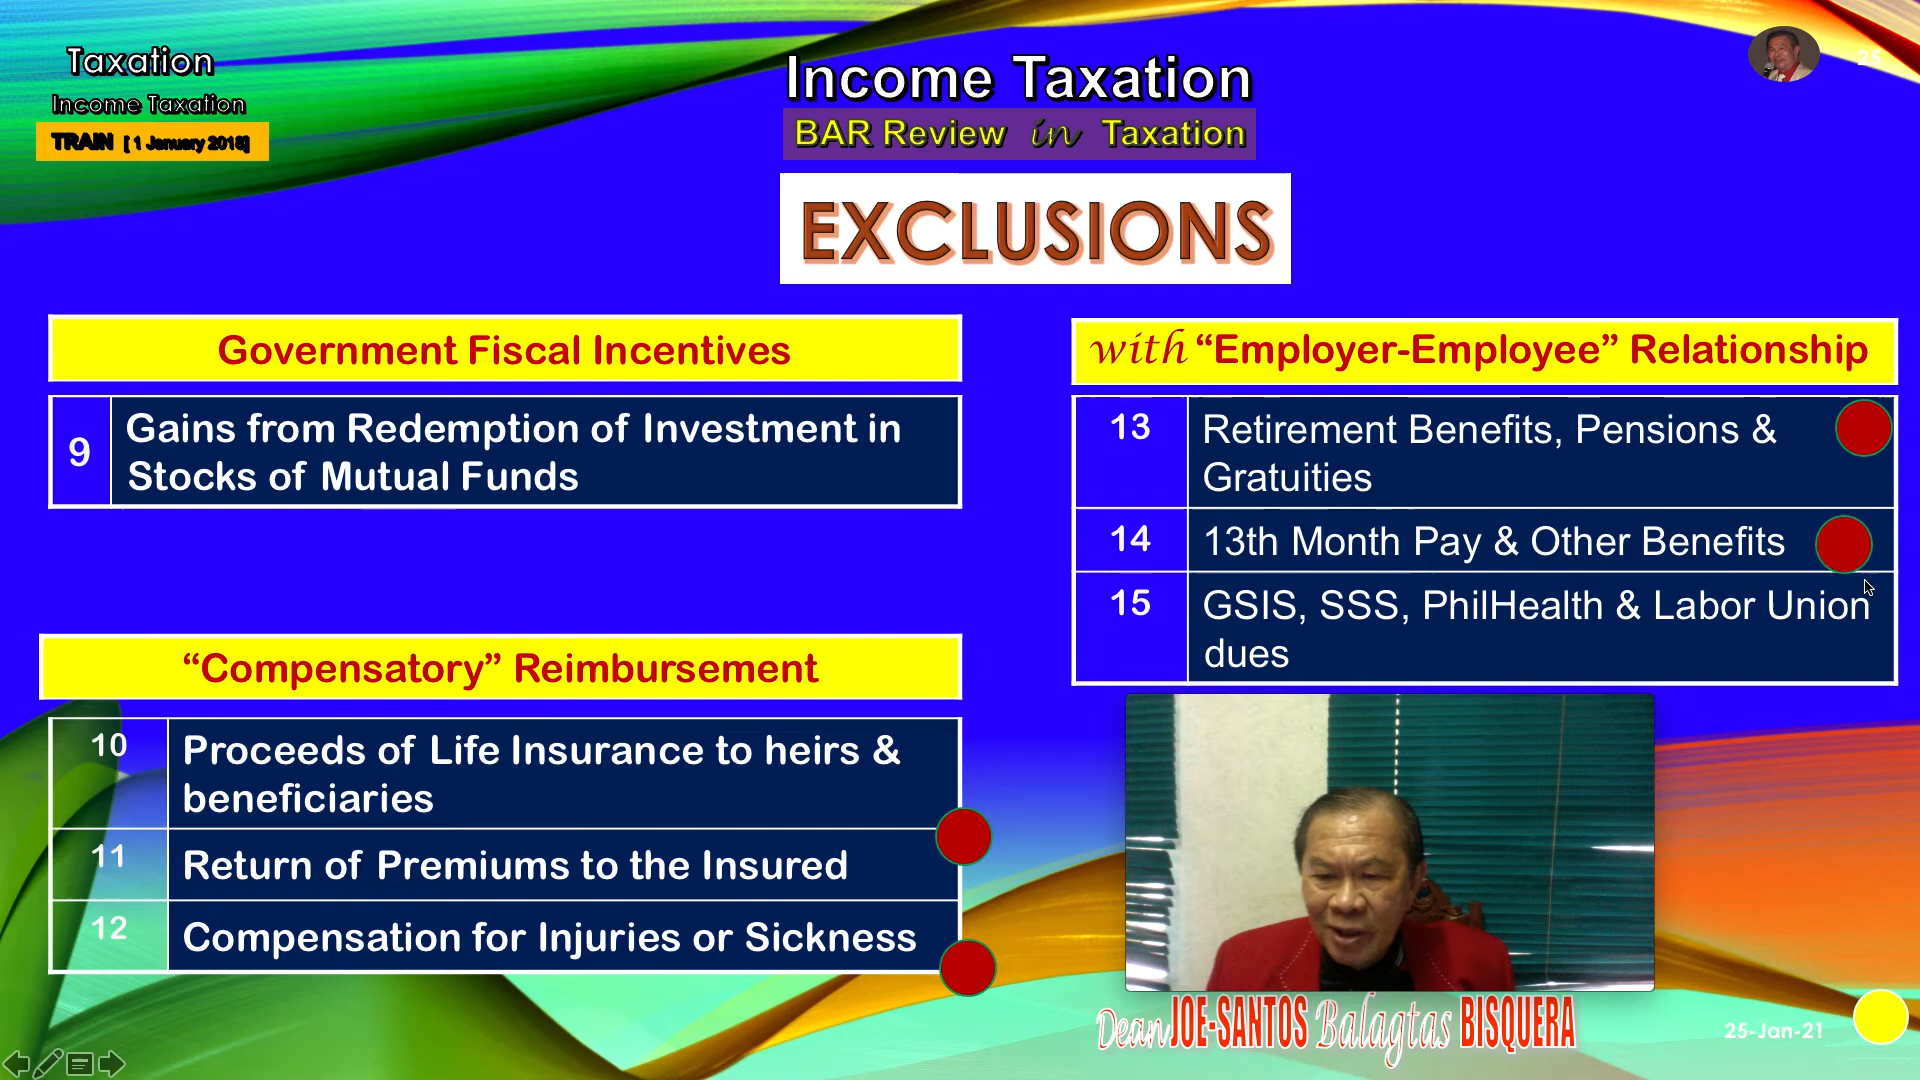 Taxation
Income Taxation
TRAIN [ 1 January 2018]
Income Taxation
BAR Review in Taxation
25
EXCLUSIONS
Government Fiscal Incentives
9
Gains from Redemption of Investment in
Stocks of Mutual Funds
“Compensatory” Reimbursement
10
Proceeds of Life Insurance to heirs &
beneficiaries
11
Return of Premiums to the Insured
12
Compensation for Injuries or Sickness
with “Employer-Employee” Relationship
13
Retirement Benefits, Pensions &
Gratuities
14
13th Month Pay & Other Benefits
15
GSIS, SSS, PhilHealth & Labor Union
dues
Dean JOE-SANTOS Balagtas BISQUERA
25-Jan-21